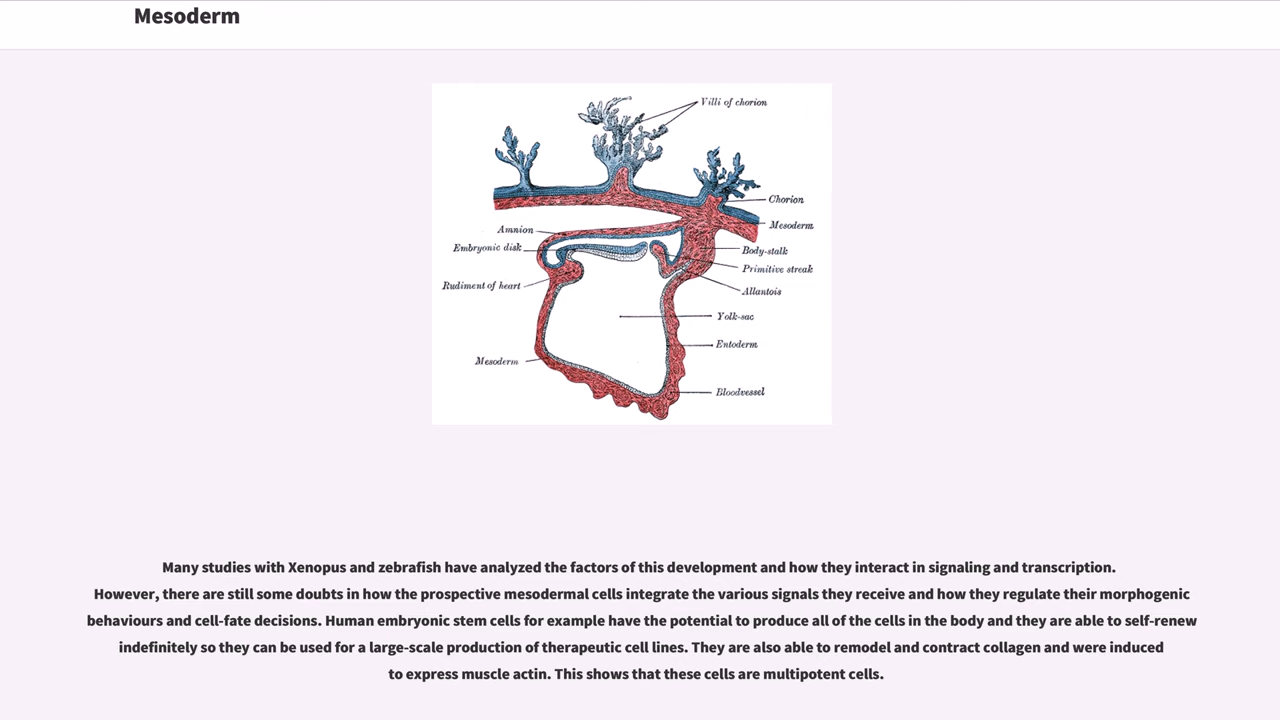 Mesoderm
Villi of chorion
Chorion
Mesoderm
Amnion
Embryonic disk
Body-stalk
Primitive streak
Rudiment of heart
Allantois
Yolk-sac
Entoderm
Mesoderm
Bloodvessel
Many studies with Xenopus and zebrafish have analyzed the factors of this development and how they interact in signaling and transcription.
However, there are still some doubts in how the prospective mesodermal cells integrate the various signals they receive and how they regulate their morphogenic
behaviours and cell-fate decisions. Human embryonic stem cells for example have the potential to produce all of the cells in the body and they are able to self-renew
indefinitely so they can be used for a large-scale production of therapeutic cell lines. They are also able to remodel and contract collagen and were induced
to express muscle actin. This shows that these cells are multipotent cells.